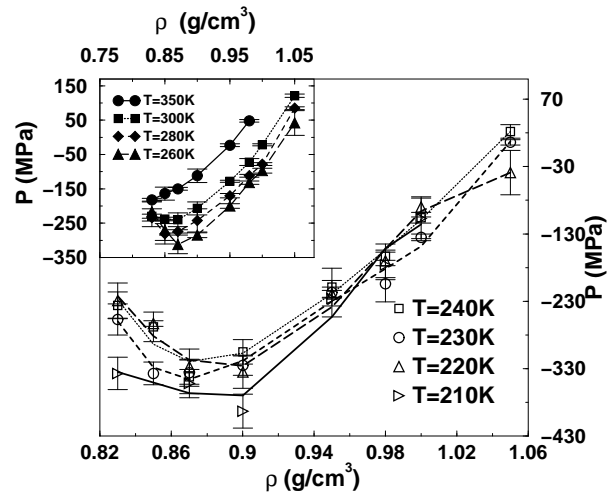 ρ (g/cm³)
0.75 0.85 0.95 1.05
150
50
−50
−150
−250
−350
P (MPa)
T=350K
T=300K
T=280K
T=260K
70
−30
−130
−230
−330
−430
P (MPa)
T=240K
T=230K
T=220K
T=210K
0.82 0.86 0.9 0.94 0.98 1.02 1.06
ρ (g/cm³)